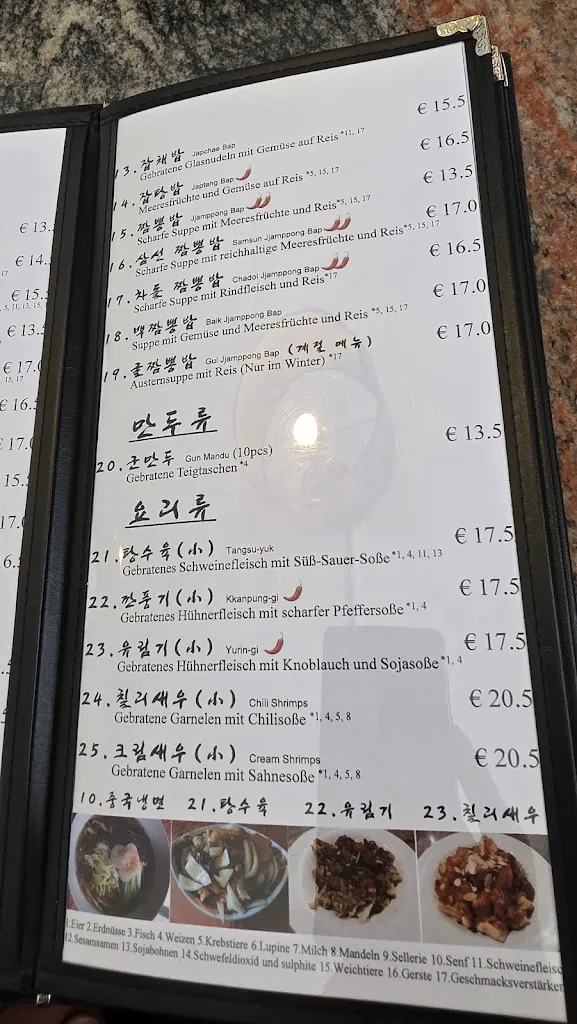 13. 잡채밥 Japchae Bap € 15.5
Gebratene Glasnudeln mit Gemüse auf Reis *11, 17
14. 잡탕밥 Japtang Bap € 16.5
Meeresfrüchte und Gemüse auf Reis *5, 15, 17
15. 짬뽕밥 Jjamppong Bap € 13.5
Scharfe Suppe mit Meeresfrüchte und Reis*5, 15, 17
16. 삼선 짬뽕밥 Samsun Jjamppong Bap € 17.0
Scharfe Suppe mit reichhaltige Meeresfrüchte und Reis*5, 15, 17
17. 차돌 짬뽕밥 Chadol Jjamppong Bap € 16.5
Scharfe Suppe mit Rindfleisch und Reis*17
18. 백짬뽕밥 Baik Jjamppong Bap € 17.0
Suppe mit Gemüse und Meeresfrüchte und Reis *5, 15, 17
19. 굴짬뽕밥 Gul Jjamppong Bap (계절 메뉴) € 17.0
Austernsuppe mit Reis (Nur im Winter) *17
만두류
20. 군만두 Gun Mandu (10pcs) € 13.5
Gebratene Teigtaschen *4
요리류
21. 탕수육(小) Tangsu-yuk € 17.5
Gebratenes Schweinefleisch mit Süß-Sauer-Soße *1, 4, 11, 13
22. 깐풍기(小) Kkanpung-gi € 17.5
Gebratenes Hühnerfleisch mit scharfer Pfeffersoße *1, 4
23. 유림기(小) Yurin-gi € 17.5
Gebratenes Hühnerfleisch mit Knoblauch und Sojasoße *1, 4
24. 칠리새우(小) Chili Shrimps € 20.5
Gebratene Garnelen mit Chilisoße *1, 4, 5, 8
25. 크림새우(小) Cream Shrimps € 20.5
Gebratene Garnelen mit Sahnesoße *1, 4, 5, 8
10. 중국냉면 21. 탕수육 22. 유림기 23. 칠리새우
1.Eier 2.Erdnüsse 3.Fisch 4.Weizen 5.Krebstiere 6.Lupine 7.Milch 8.Mandeln 9.Sellerie 10.Senf 11.Schweinefleisc
12.Sesamsamen 13.Sojabohnen 14.Schwefeldioxid und sulphite 15.Weichtiere 16.Gerste 17.Geschmacksverstärker